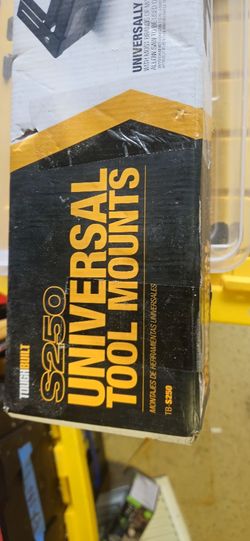 UNIVERSALLY
TOUGHBUILT
S250
UNIVERSAL
TOOL MOUNTS
MONTAJES DE HERRAMIENTAS UNIVERSALES
TB-S250